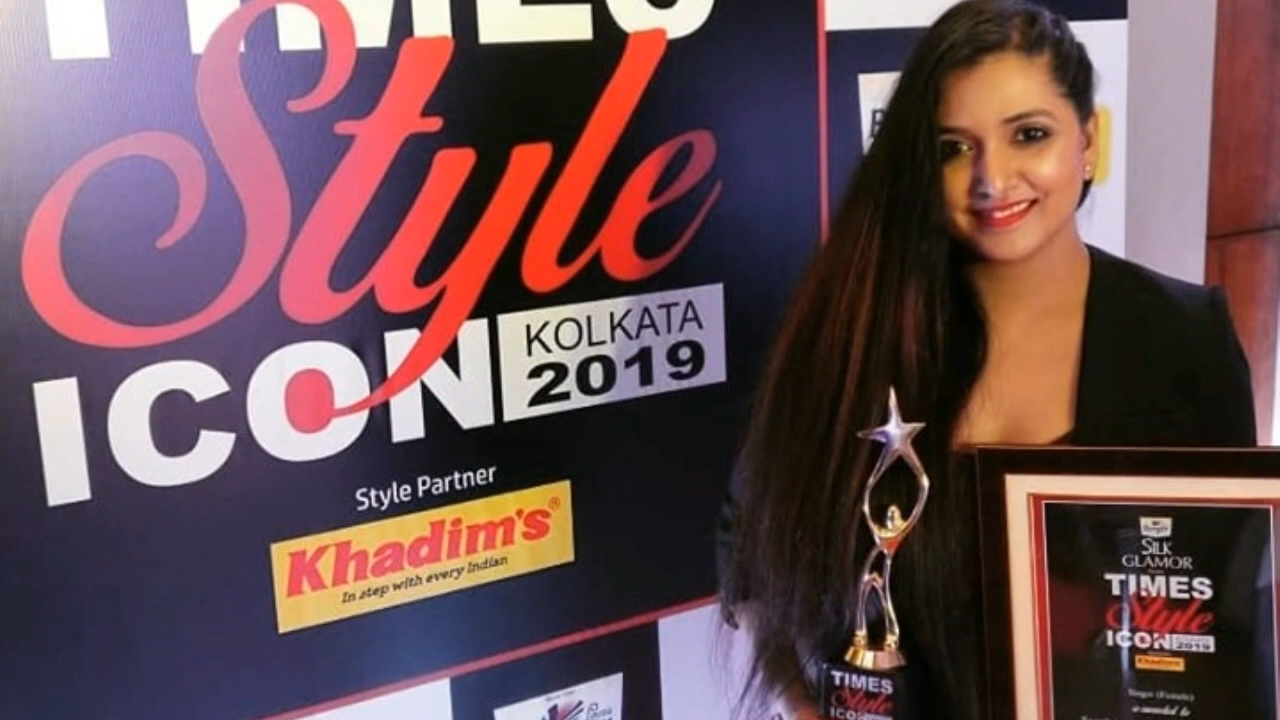 TIMES
Style
ICON
KOLKATA
2019
Style Partner
Khadim's®
In step with every Indian
TIMES
Style
ICON
SILK
GLAMOR
TIMES
Style
ICON
2019
Khadim's
Singer (Female)
is awarded to